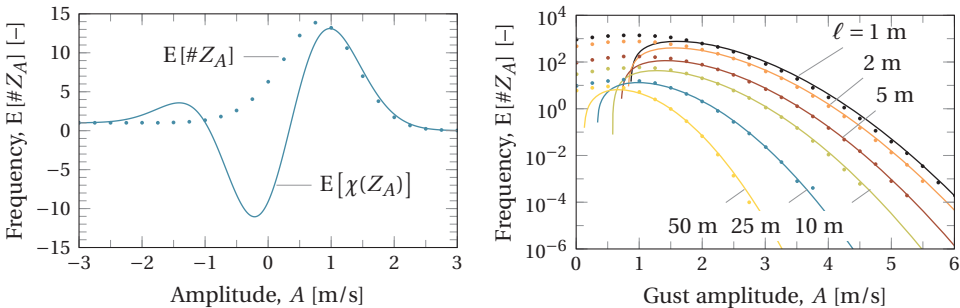 Frequency, E[#Z_A] [–]
15
10
5
0
−5
−10
−15
E[#Z_A]
E[χ(Z_A)]
−3 −2 −1 0 1 2 3
Amplitude, A [m/s]
Frequency, E[#Z_A] [–]
10^4
10^2
10^0
10^−2
10^−4
10^−6
ℓ = 1 m
2 m
5 m
50 m 25 m 10 m
0 1 2 3 4 5 6
Gust amplitude, A [m/s]